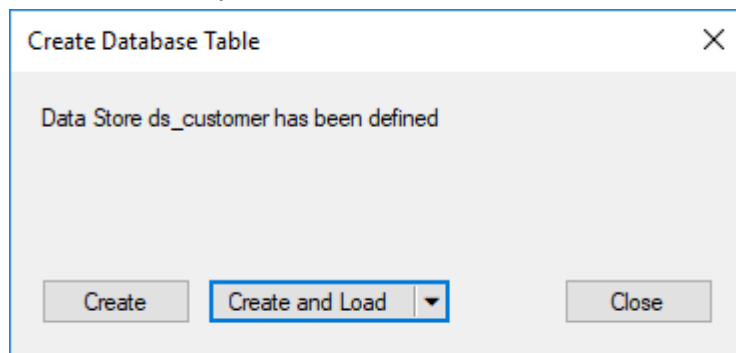 Create Database Table
Data Store ds_customer has been defined
Create
Create and Load
Close